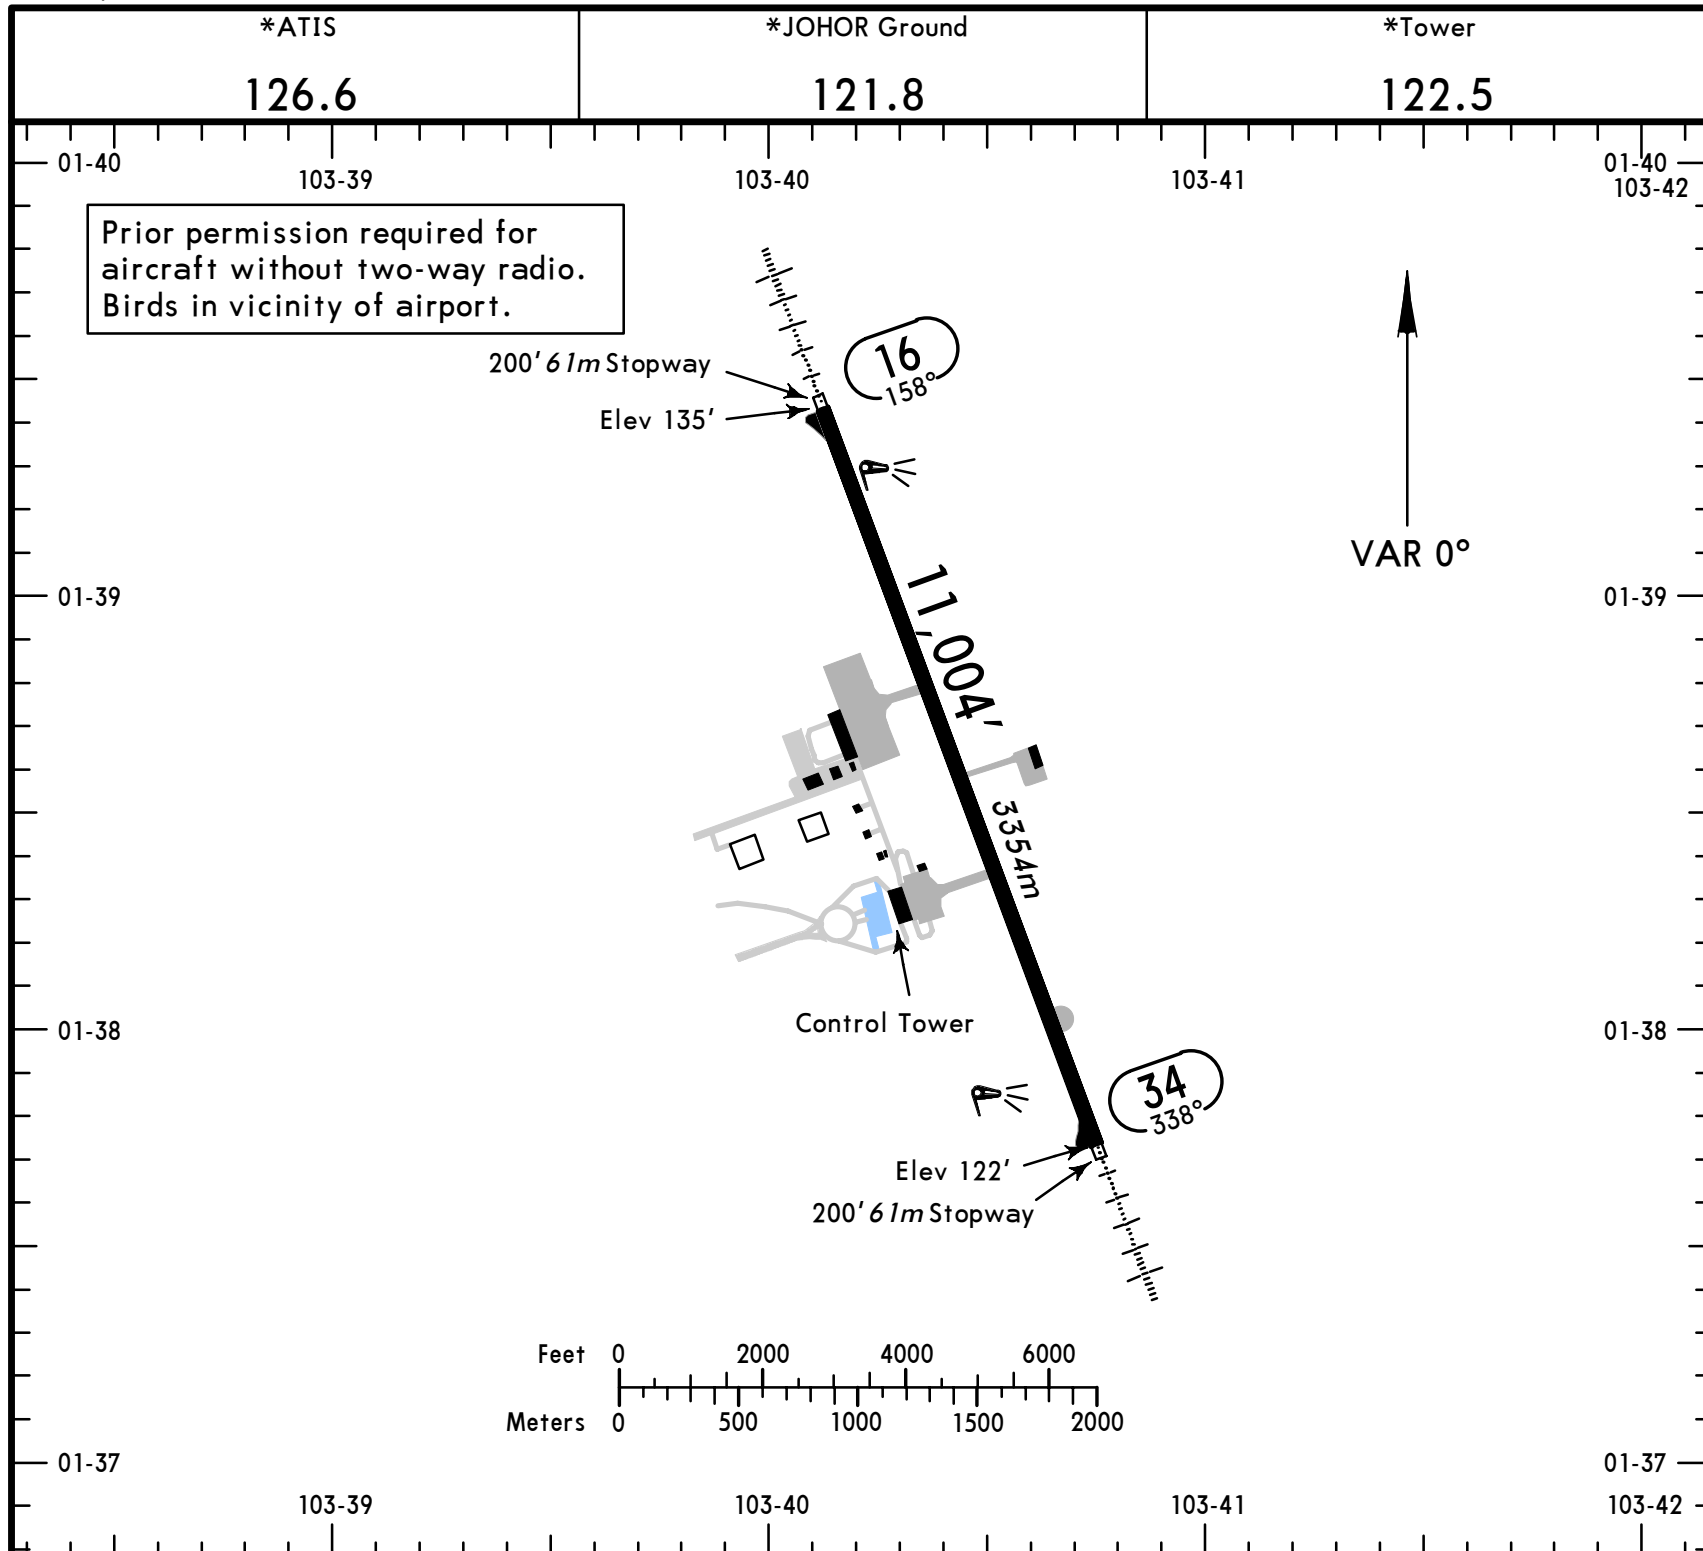 *ATIS
126.6
*JOHOR Ground
121.8
*Tower
122.5
01-40
103-39
103-40
103-41
01-40
103-42
Prior permission required for
aircraft without two-way radio.
Birds in vicinity of airport.
200' 61m Stopway
Elev 135'
16
158°
VAR 0°
01-39
01-39
11,004'
3354m
Control Tower
01-38
01-38
34
338°
Elev 122'
200' 61m Stopway
Feet 0 2000 4000 6000
Meters 0 500 1000 1500 2000
01-37
01-37
103-39
103-40
103-41
103-42